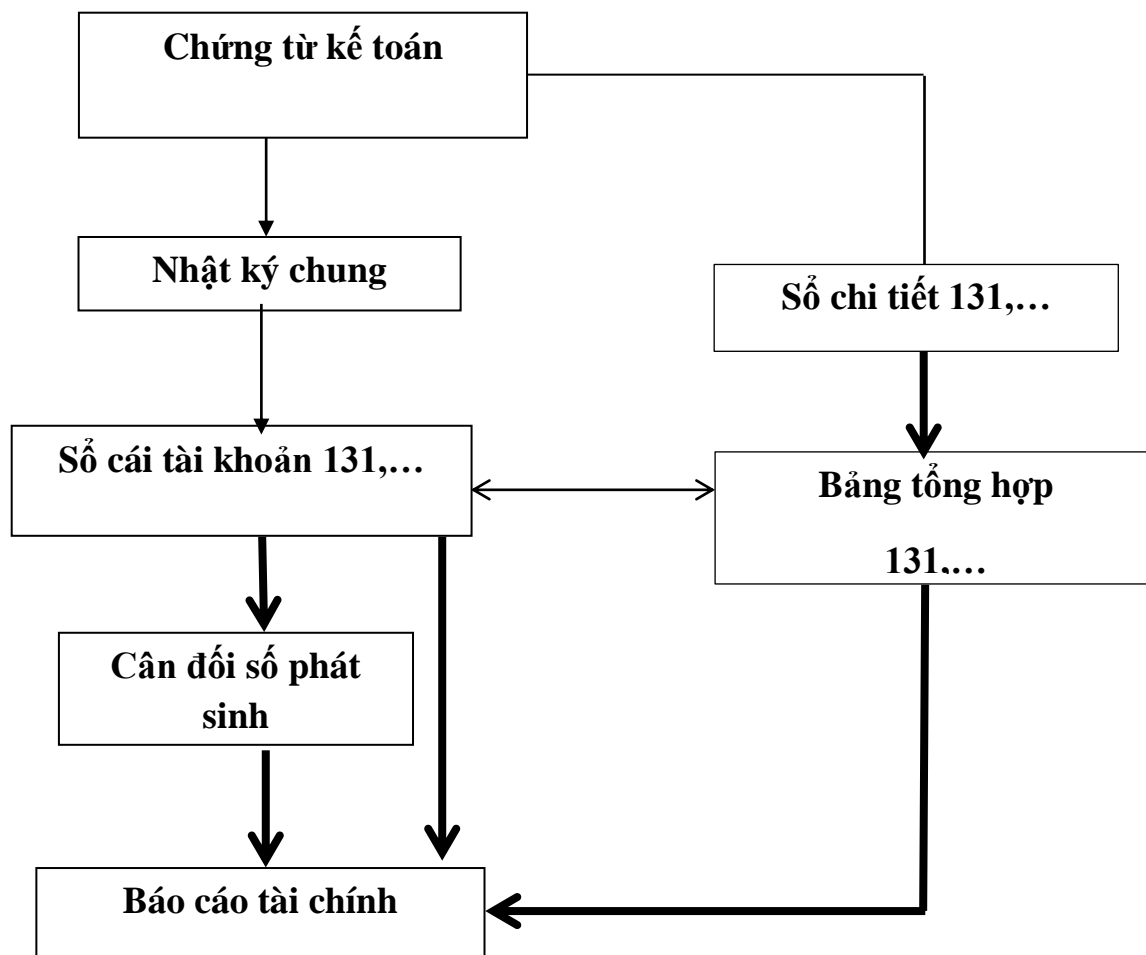 Chứng từ kế toán
Nhật ký chung
Sổ chi tiết 131,…
Sổ cái tài khoản 131,…
Bảng tổng hợp
131,…
Cân đối số phát
sinh
Báo cáo tài chính